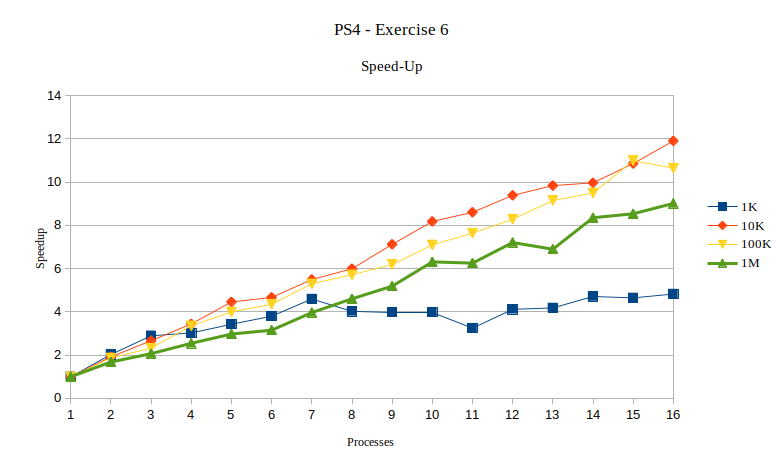 PS4 - Exercise 6
Speed-Up
14
12
10
8
6
4
2
0
Speedup
1 2 3 4 5 6 7 8 9 10 11 12 13 14 15 16
Processes
1K
10K
100K
1M